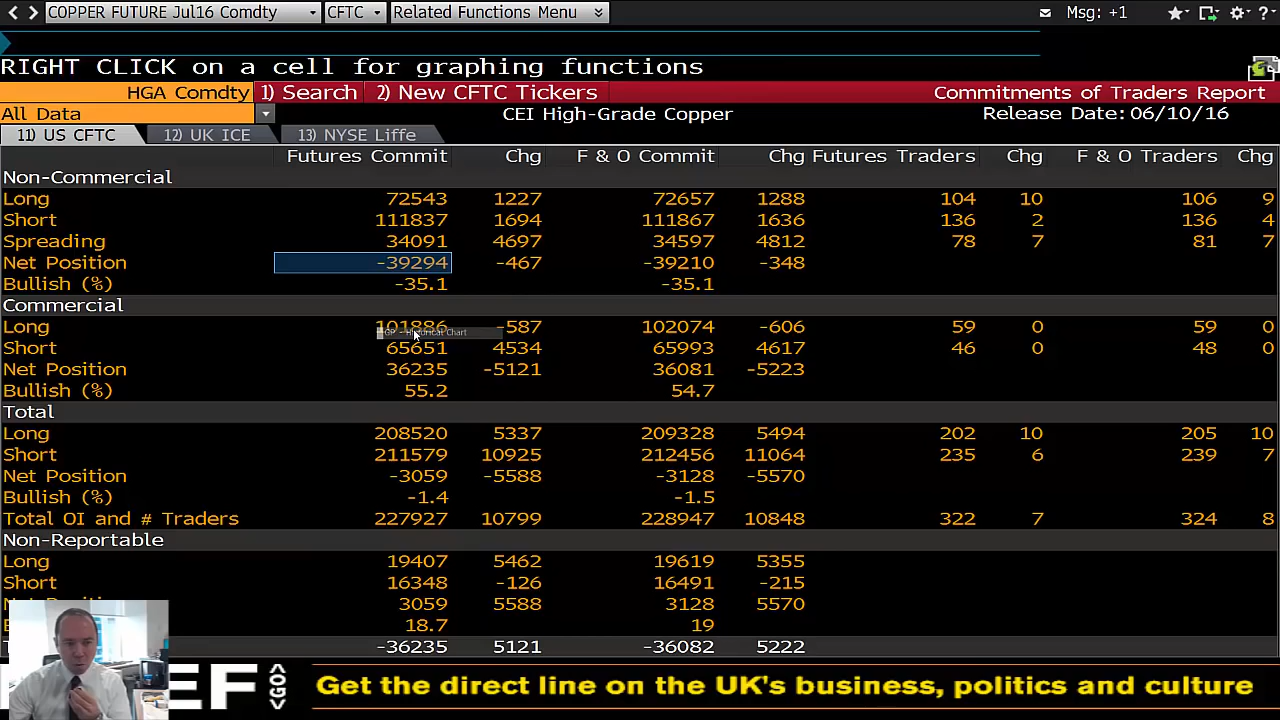 COPPER FUTURE Jul16 Comdty CFTC Related Functions Menu Msg: +1
RIGHT CLICK on a cell for graphing functions
HGA Comdty 1) Search 2) New CFTC Tickers Commitments of Traders Report
All Data CEI High-Grade Copper Release Date: 06/10/16
11) US CFTC 12) UK ICE 13) NYSE Liffe
Futures Commit Chg F & O Commit Chg Futures Traders Chg F & O Traders Chg
Non-Commercial
Long 72543 1227 72657 1288 104 10 106 9
Short 111837 1694 111867 1636 136 2 136 4
Spreading 34091 4697 34597 4812 78 7 81 7
Net Position -39294 -467 -39210 -348
Bullish (%) -35.1 -35.1
Commercial
Long 101886 -587 102074 -606 59 0 59 0
GP - Historical Chart
Short 65651 4534 65993 4617 46 0 48 0
Net Position 36235 -5121 36081 -5223
Bullish (%) 55.2 54.7
Total
Long 208520 5337 209328 5494 202 10 205 10
Short 211579 10925 212456 11064 235 6 239 7
Net Position -3059 -5588 -3128 -5570
Bullish (%) -1.4 -1.5
Total OI and # Traders 227927 10799 228947 10848 322 7 324 8
Non-Reportable
Long 19407 5462 19619 5355
Short 16348 -126 16491 -215
3059 5588 3128 5570
18.7 19
-36235 5121 -36082 5222
Get the direct line on the UK's business, politics and culture